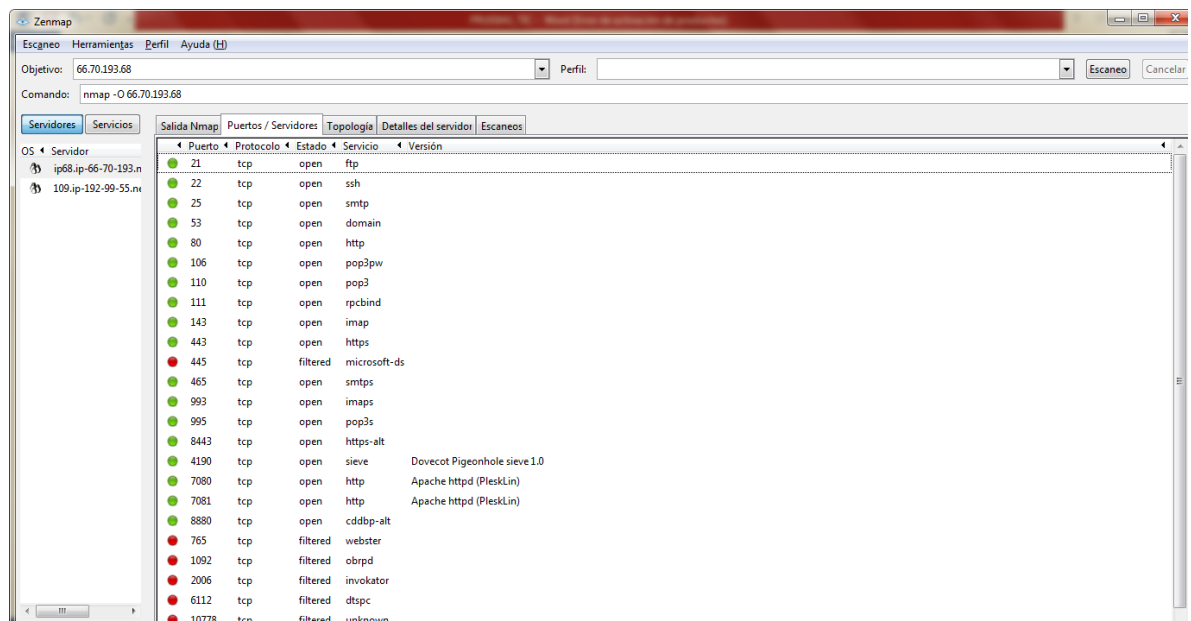 Zenmap
Escaneo Herramientas Perfil Ayuda (H)
Objetivo: 66.70.193.68 Perfil: Escaneo Cancelar
Comando: nmap -O 66.70.193.68
Servidores Servicios Salida Nmap Puertos / Servidores Topología Detalles del servidor Escaneos
OS Servidor Puerto Protocolo Estado Servicio Versión
ip68.ip-66-70-193.n 21 tcp open ftp
109.ip-192-99-55.ne 22 tcp open ssh
25 tcp open smtp
53 tcp open domain
80 tcp open http
106 tcp open pop3pw
110 tcp open pop3
111 tcp open rpcbind
143 tcp open imap
443 tcp open https
445 tcp filtered microsoft-ds
465 tcp open smtps
993 tcp open imaps
995 tcp open pop3s
8443 tcp open https-alt
4190 tcp open sieve Dovecot Pigeonhole sieve 1.0
7080 tcp open http Apache httpd (PleskLin)
7081 tcp open http Apache httpd (PleskLin)
8880 tcp open cddbp-alt
765 tcp filtered webster
1092 tcp filtered obrpd
2006 tcp filtered invokator
6112 tcp filtered dtspc
10778 tcp filtered unknown